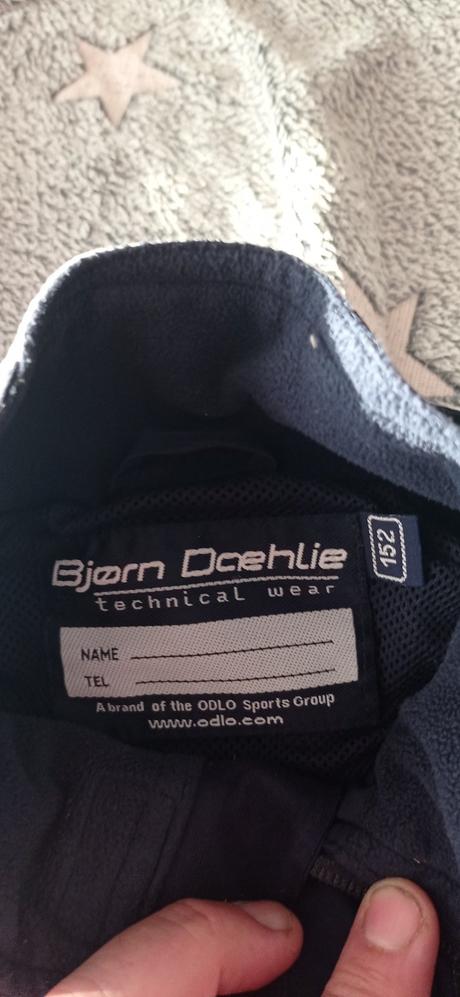 Bjørn Dæhlie
technical wear
152
NAME
TEL
A brand of the ODLO Sports Group
www.odlo.com